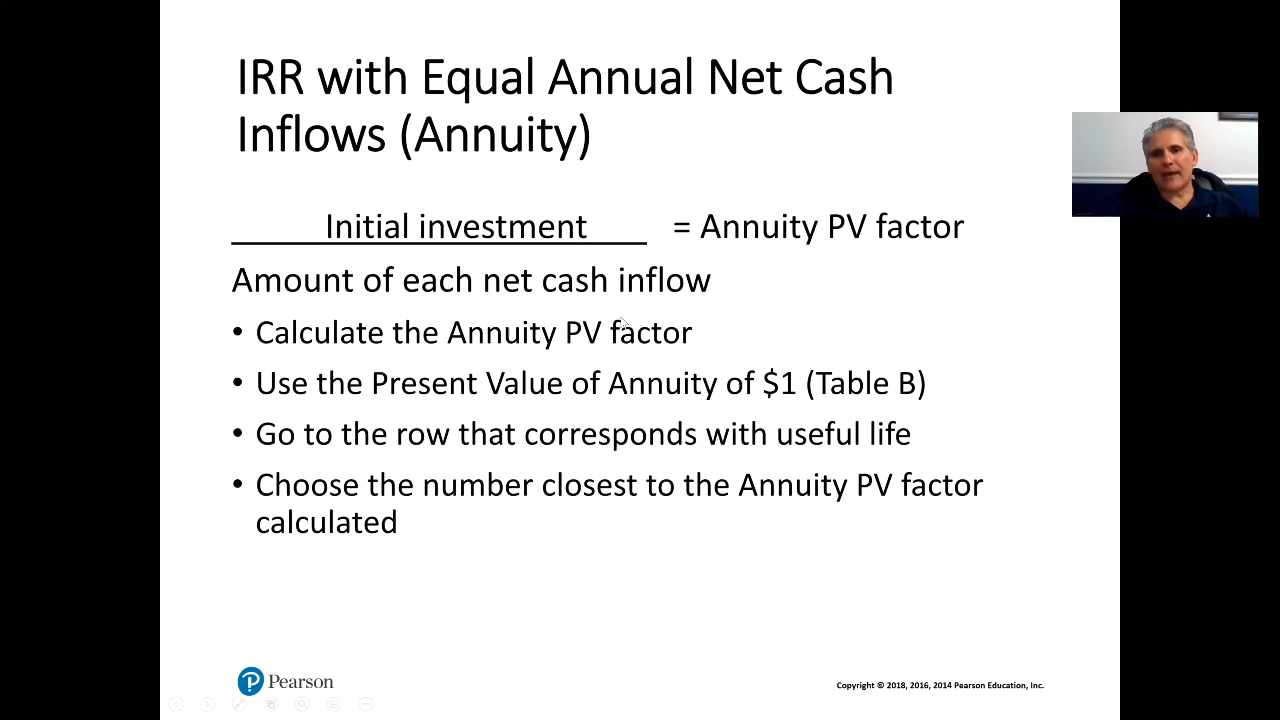 IRR with Equal Annual Net Cash
Inflows (Annuity)
Initial investment = Annuity PV factor
Amount of each net cash inflow
• Calculate the Annuity PV factor
• Use the Present Value of Annuity of $1 (Table B)
• Go to the row that corresponds with useful life
• Choose the number closest to the Annuity PV factor
calculated
P Pearson
Copyright © 2018, 2016, 2014 Pearson Education, Inc.